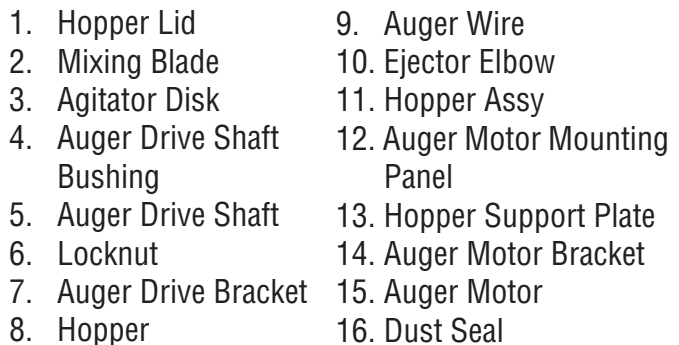 1. Hopper Lid
2. Mixing Blade
3. Agitator Disk
4. Auger Drive Shaft
Bushing
5. Auger Drive Shaft
6. Locknut
7. Auger Drive Bracket
8. Hopper
9. Auger Wire
10. Ejector Elbow
11. Hopper Assy
12. Auger Motor Mounting
Panel
13. Hopper Support Plate
14. Auger Motor Bracket
15. Auger Motor
16. Dust Seal